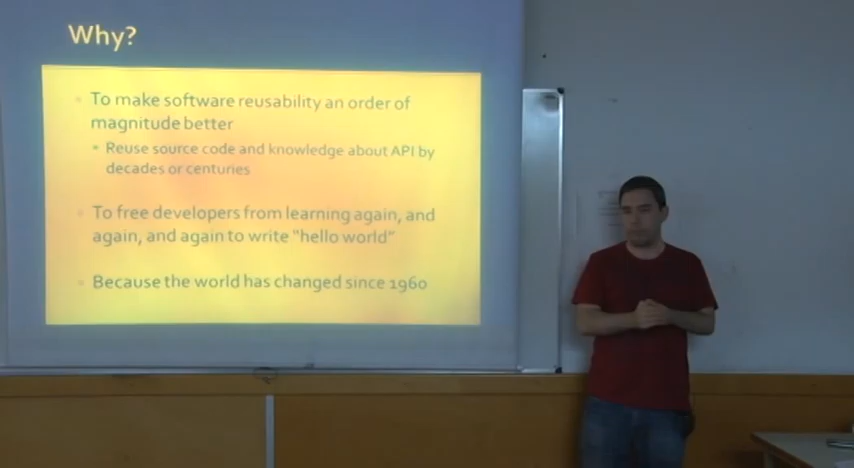 Why?
To make software reusability an order of
magnitude better
Reuse source code and knowledge about API by
decades or centuries
To free developers from learning again, and
again, and again to write "hello world"
Because the world has changed since 1960